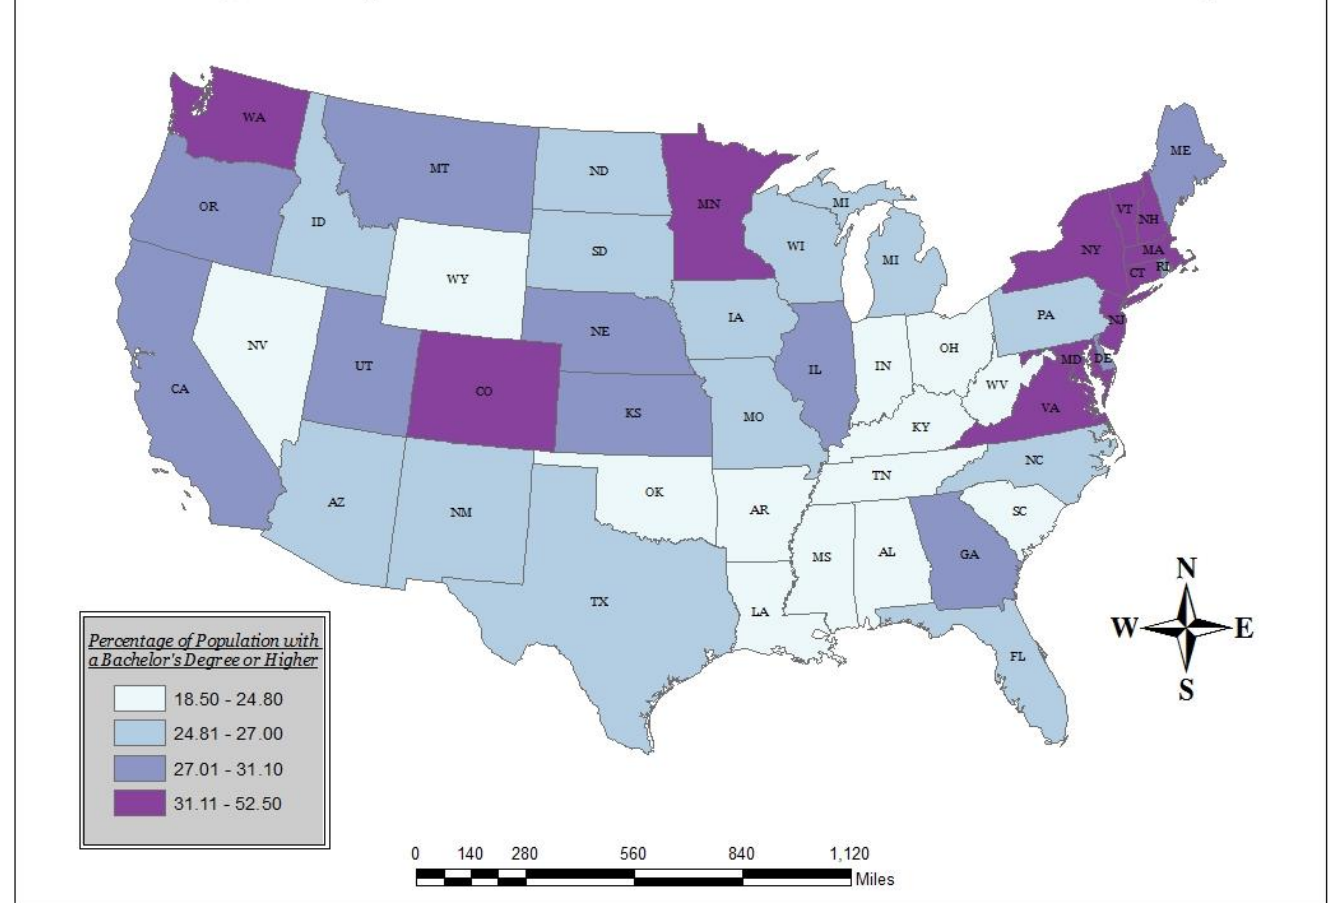 WA
MT
ND
MN
ME
OR
ID
SD
WI
MI
VT
NH
NY
MA
CT
RI
WY
MI
IA
NE
PA
NJ
NV
UT
CO
IL
IN
OH
MD
DE
CA
KS
MO
WV
VA
KY
NC
AZ
NM
OK
AR
TN
SC
TX
LA
MS
AL
GA
FL
N
W E
S
Percentage of Population with
a Bachelor's Degree or Higher
18.50 - 24.80
24.81 - 27.00
27.01 - 31.10
31.11 - 52.50
0 140 280 560 840 1,120
Miles